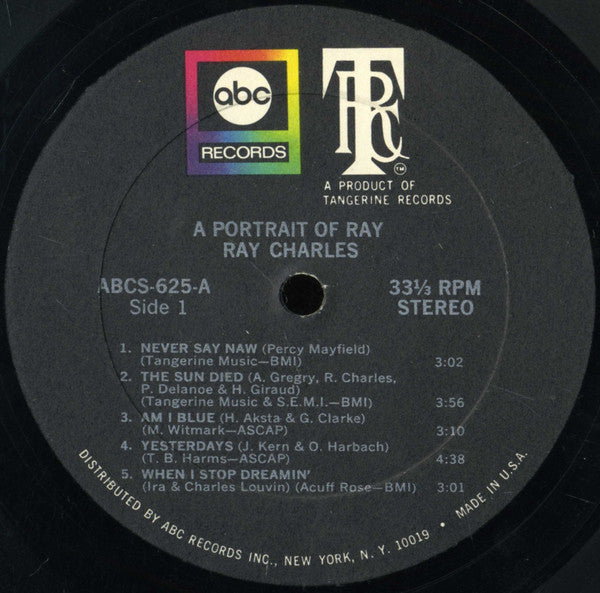 abc
RECORDS
TRC
TM
A PRODUCT OF
TANGERINE RECORDS
A PORTRAIT OF RAY
RAY CHARLES
ABCS-625-A
Side 1
33⅓ RPM
STEREO
1. NEVER SAY NAW (Percy Mayfield)
(Tangerine Music—BMI) 3:02
2. THE SUN DIED (A. Gregry, R. Charles,
P. Delanoe & H. Giraud)
(Tangerine Music & S.E.M.I.—BMI) 3:56
3. AM I BLUE (H. Aksta & G. Clarke)
(M. Witmark—ASCAP) 3:10
4. YESTERDAYS (J. Kern & O. Harbach)
(T. B. Harms—ASCAP) 4:38
5. WHEN I STOP DREAMIN'
(Ira & Charles Louvin) (Acuff Rose—BMI) 3:01
DISTRIBUTED BY ABC RECORDS INC., NEW YORK, N. Y. 10019 • MADE IN U.S.A.